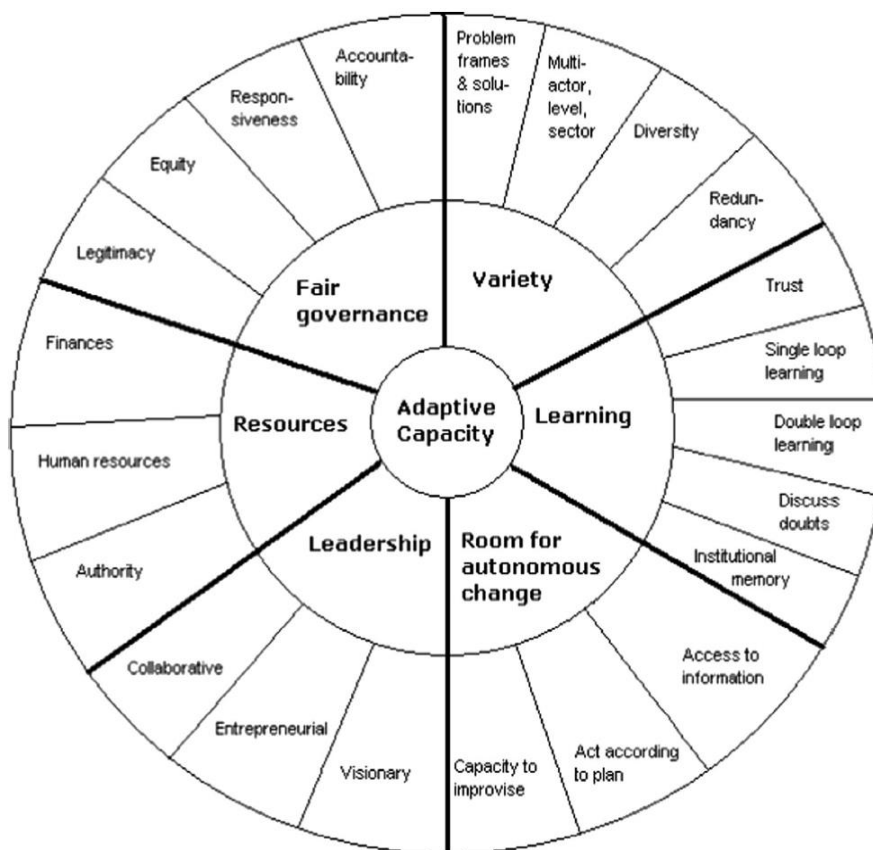 Adaptive
Capacity
Variety
Problem
frames
& solu-
tions
Multi-
actor,
level,
sector
Diversity
Redun-
dancy
Learning
Trust
Single loop
learning
Double loop
learning
Discuss
doubts
Institutional
memory
Room for
autonomous
change
Access to
information
Act according
to plan
Capacity to
improvise
Leadership
Visionary
Entrepreneurial
Collaborative
Resources
Authority
Human resources
Finances
Fair
governance
Legitimacy
Equity
Respon-
siveness
Accounta-
bility